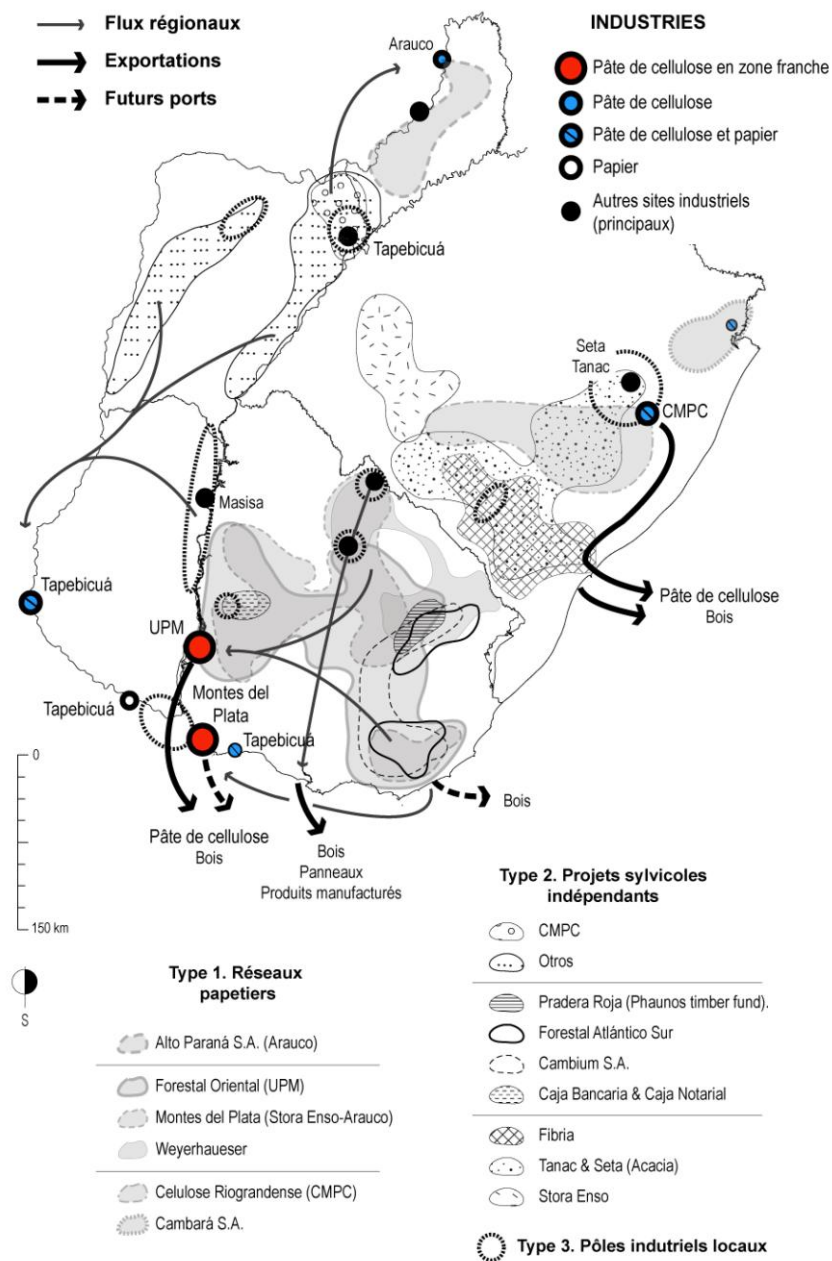 Flux régionaux
Exportations
Futurs ports
INDUSTRIES
Pâte de cellulose en zone franche
Pâte de cellulose
Pâte de cellulose et papier
Papier
Autres sites industriels
(principaux)
Arauco
Tapebicuá
Seta
Tanac
CMPC
Masisa
Tapebicuá
UPM
Pâte de cellulose
Bois
Montes del
Plata
Tapebicuá
Tapebicuá
0
150 km
Bois
Pâte de cellulose
Bois
Bois
Panneaux
Produits manufacturés
S
Type 1. Réseaux
papetiers
Alto Paraná S.A. (Arauco)
Forestal Oriental (UPM)
Montes del Plata (Stora Enso-Arauco)
Weyerhaueser
Celulose Riograndense (CMPC)
Cambará S.A.
Type 2. Projets sylvicoles
indépendants
CMPC
Otros
Pradera Roja (Phaunos timber fund).
Forestal Atlántico Sur
Cambium S.A.
Caja Bancaria & Caja Notarial
Fibria
Tanac & Seta (Acacia)
Stora Enso
Type 3. Pôles indutriels locaux